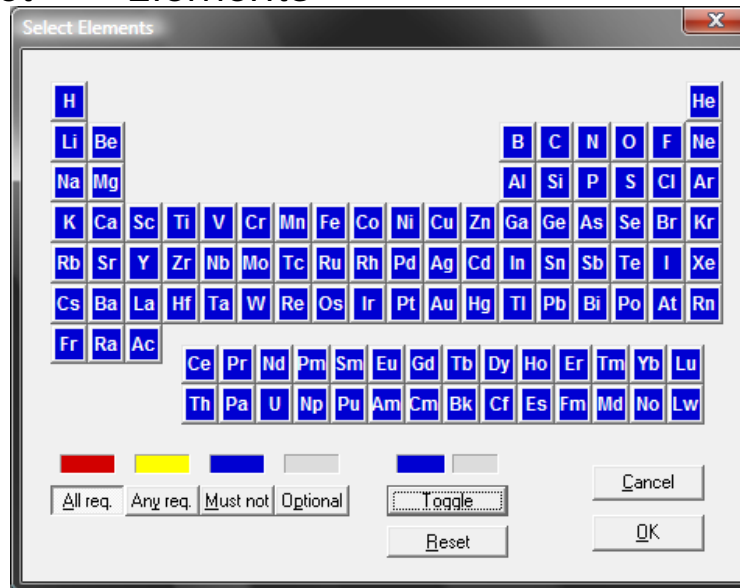 Select Elements
H He
Li Be B C N O F Ne
Na Mg Al Si P S Cl Ar
K Ca Sc Ti V Cr Mn Fe Co Ni Cu Zn Ga Ge As Se Br Kr
Rb Sr Y Zr Nb Mo Tc Ru Rh Pd Ag Cd In Sn Sb Te I Xe
Cs Ba La Hf Ta W Re Os Ir Pt Au Hg Tl Pb Bi Po At Rn
Fr Ra Ac
Ce Pr Nd Pm Sm Eu Gd Tb Dy Ho Er Tm Yb Lu
Th Pa U Np Pu Am Cm Bk Cf Es Fm Md No Lw
All req. Any req. Must not Optional Toggle Cancel
Reset OK